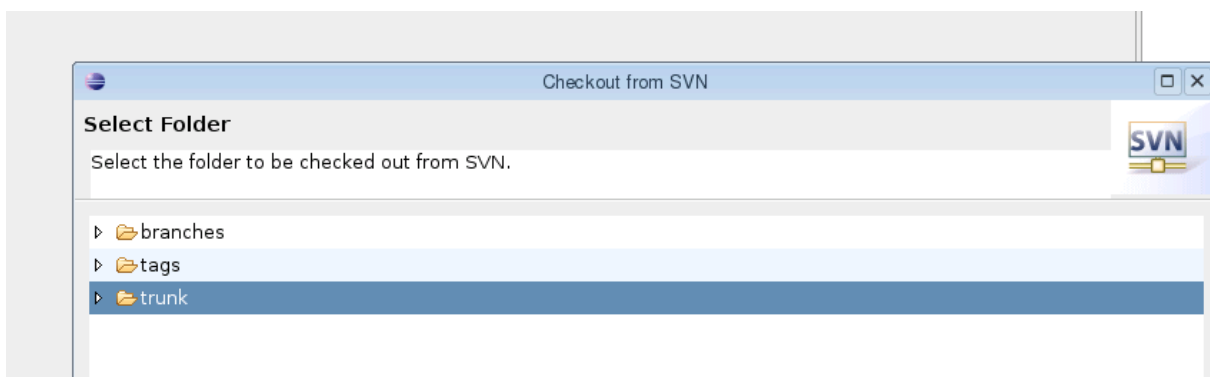 Checkout from SVN
Select Folder
Select the folder to be checked out from SVN.
SVN
branches
tags
trunk